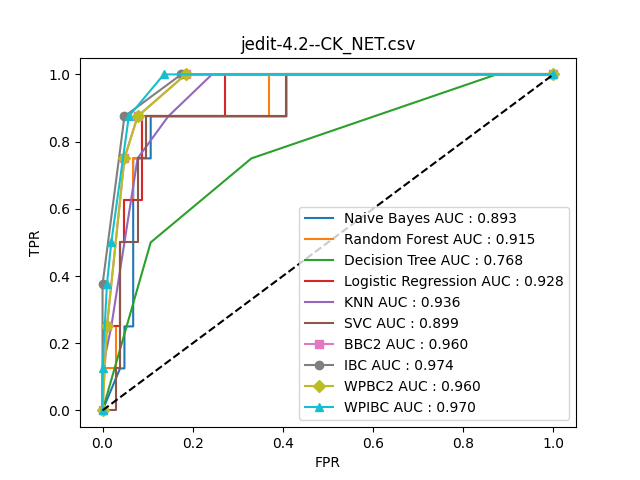 jedit-4.2--CK_NET.csv
1.0
0.8
0.6
0.4
0.2
0.0
TPR
Naive Bayes AUC : 0.893
Random Forest AUC : 0.915
Decision Tree AUC : 0.768
Logistic Regression AUC : 0.928
KNN AUC : 0.936
SVC AUC : 0.899
BBC2 AUC : 0.960
IBC AUC : 0.974
WPBC2 AUC : 0.960
WPIBC AUC : 0.970
0.0 0.2 0.4 0.6 0.8 1.0
FPR